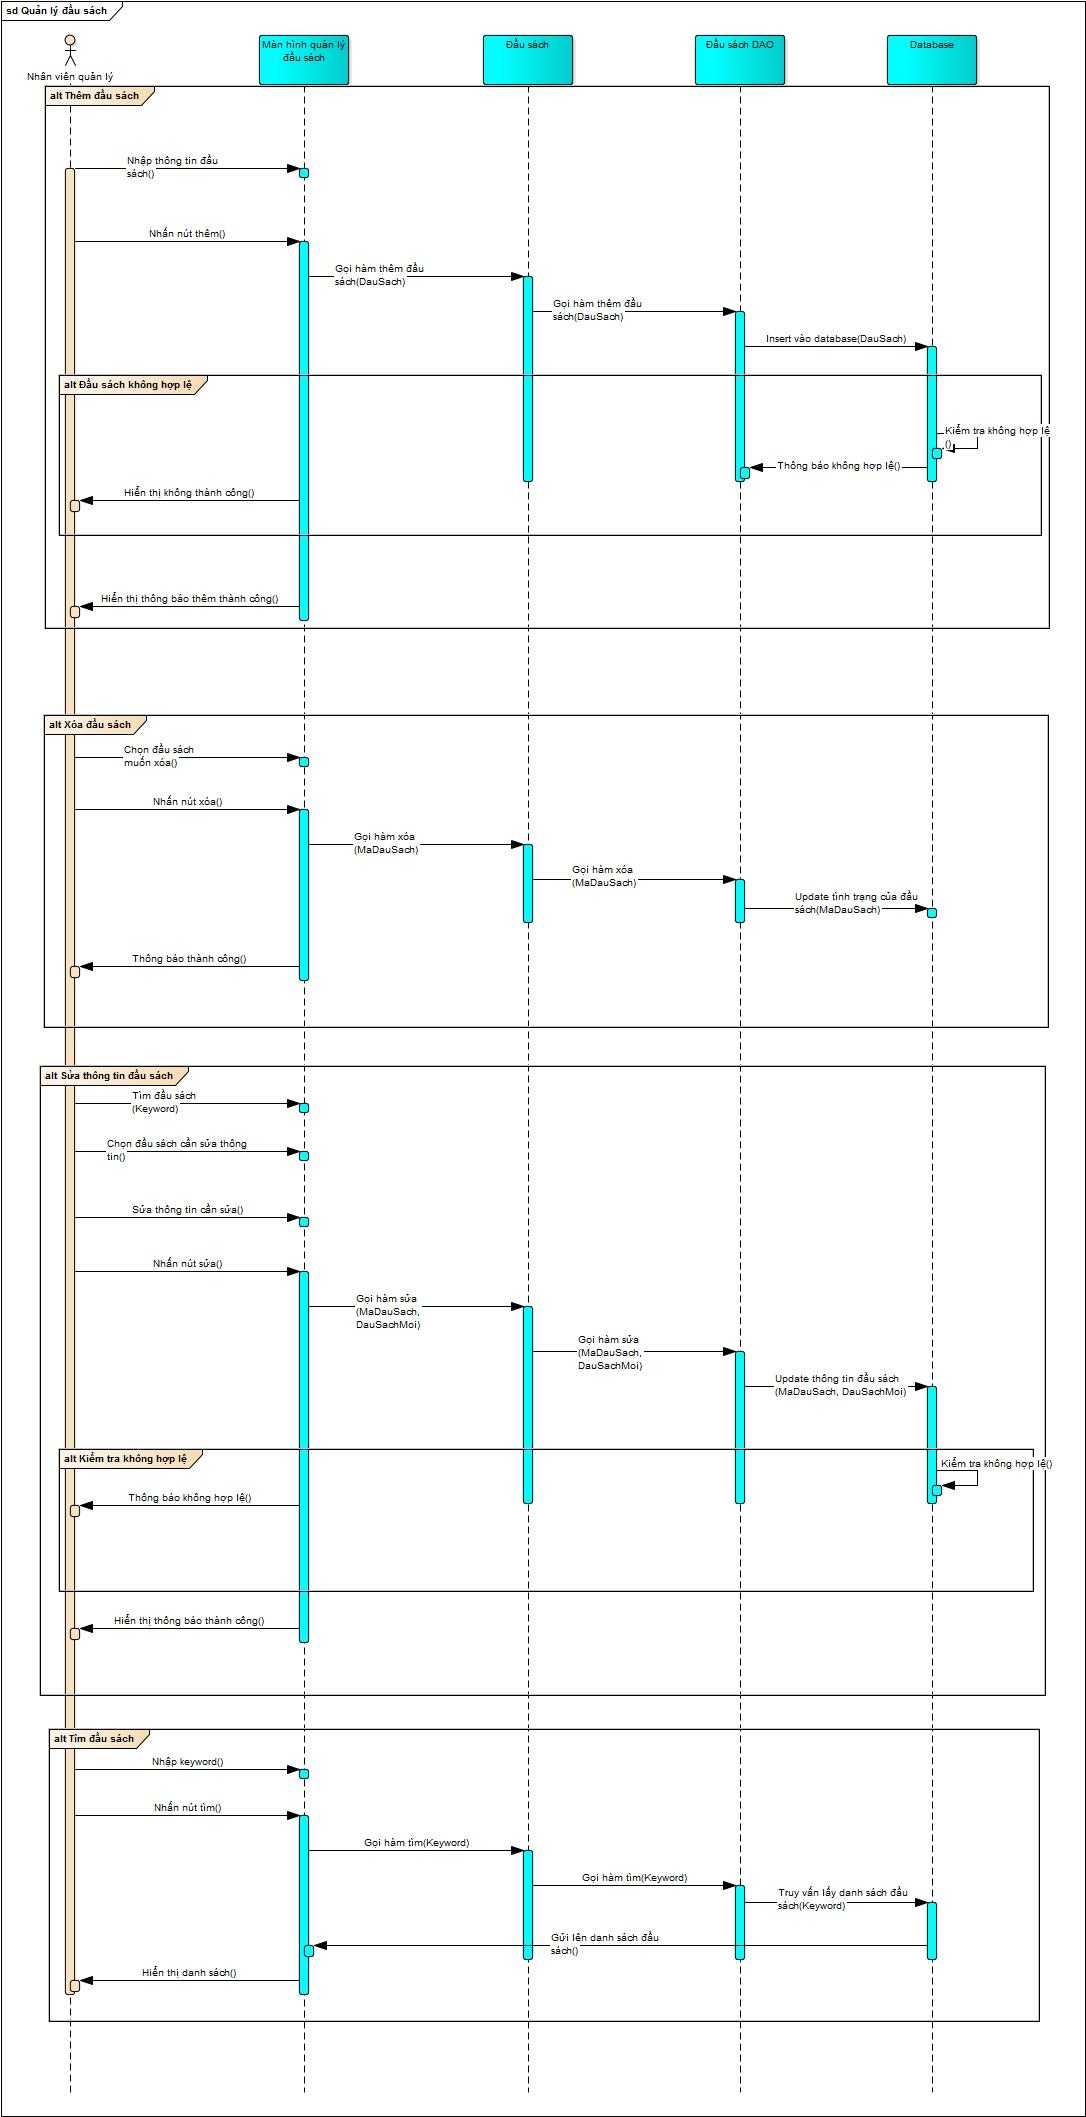 sd Quản lý đầu sách
Nhân viên quản lý
Màn hình quản lý
đầu sách
Đầu sách
Đầu sách DAO
Database
alt Thêm đầu sách
Nhập thông tin đầu
sách()
Nhấn nút thêm()
Gọi hàm thêm đầu
sách(DauSach)
Gọi hàm thêm đầu
sách(DauSach)
Insert vào database(DauSach)
alt Đầu sách không hợp lệ
Kiểm tra không hợp lệ
()
Thông báo không hợp lệ()
Hiển thị không thành công()
Hiển thị thông báo thêm thành công()
alt Xóa đầu sách
Chọn đầu sách
muốn xóa()
Nhấn nút xóa()
Gọi hàm xóa
(MaDauSach)
Gọi hàm xóa
(MaDauSach)
Update tình trạng của đầu
sách(MaDauSach)
Thông báo thành công()
alt Sửa thông tin đầu sách
Tìm đầu sách
(Keyword)
Chọn đầu sách cần sửa thông
tin()
Sửa thông tin cần sửa()
Nhấn nút sửa()
Gọi hàm sửa
(MaDauSach,
DauSachMoi)
Gọi hàm sửa
(MaDauSach,
DauSachMoi)
Update thông tin đầu sách
(MaDauSach, DauSachMoi)
alt Kiểm tra không hợp lệ
Kiểm tra không hợp lệ()
Thông báo không hợp lệ()
Hiển thị thông báo thành công()
alt Tìm đầu sách
Nhập keyword()
Nhấn nút tìm()
Gọi hàm tìm(Keyword)
Gọi hàm tìm(Keyword)
Truy vấn lấy danh sách đầu
sách(Keyword)
Gửi lên danh sách đầu
sách()
Hiển thị danh sách()